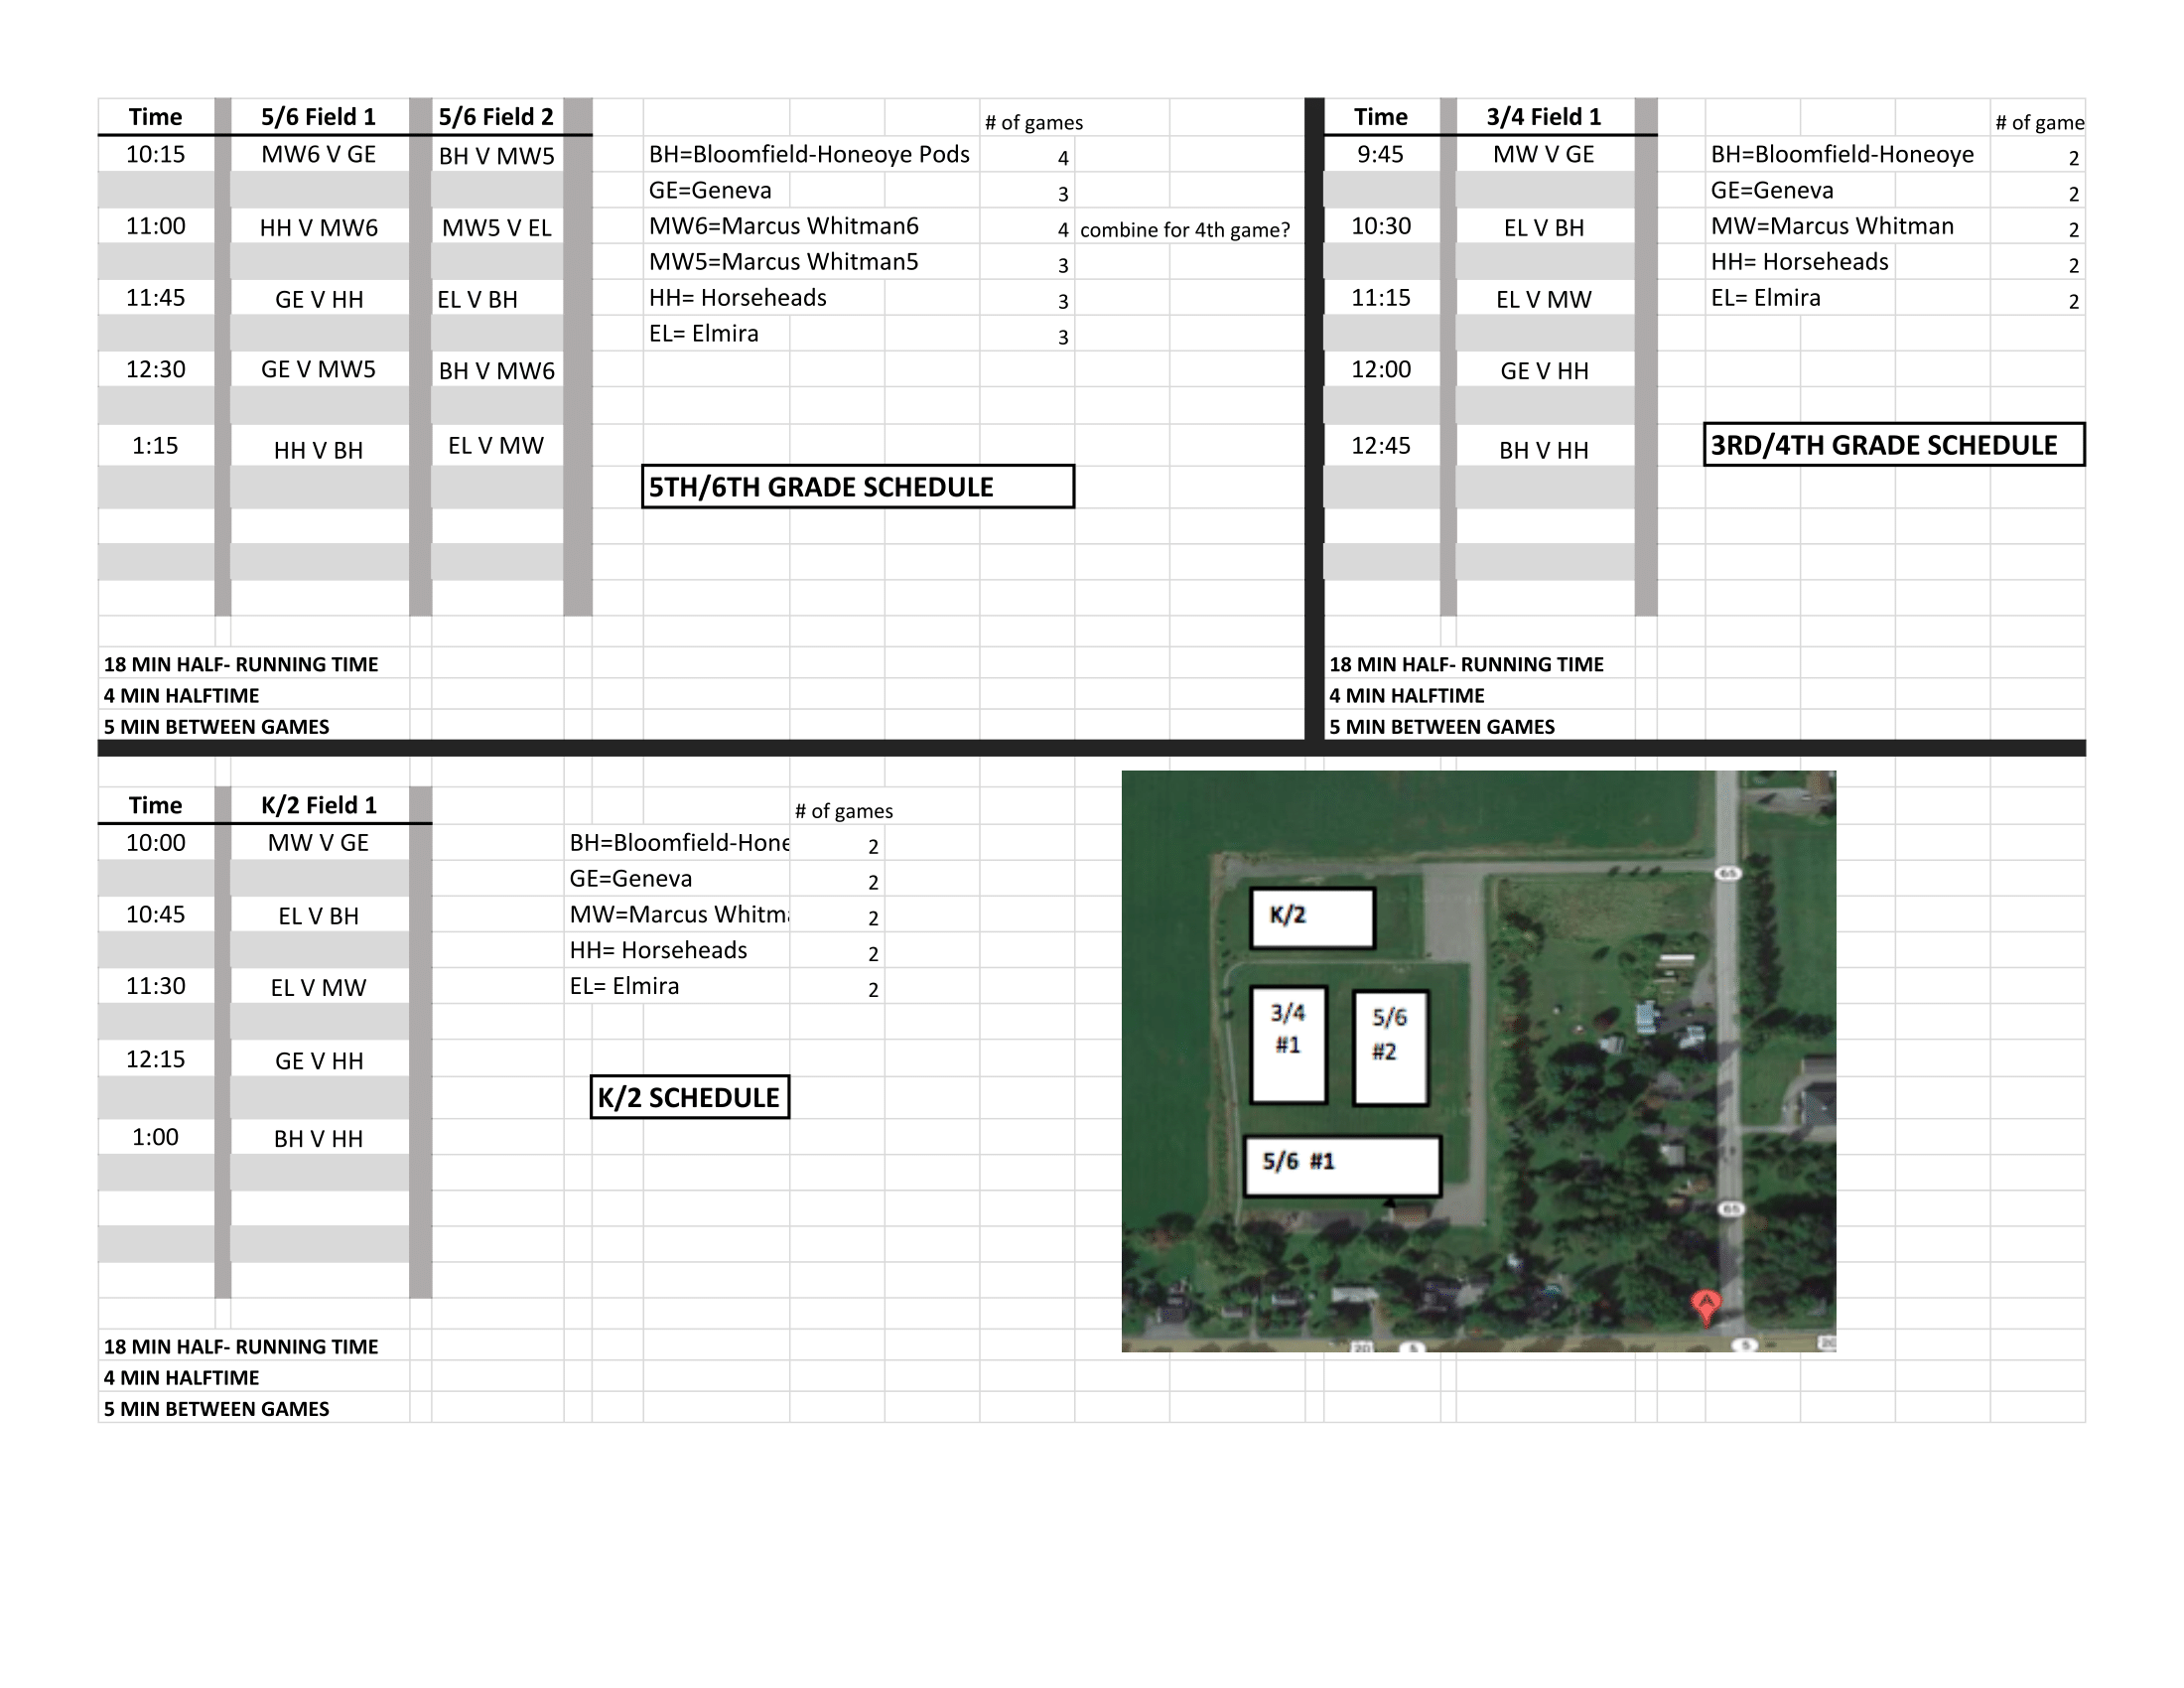 Time 5/6 Field 1 5/6 Field 2 # of games
10:15 MW6 V GE BH V MW5 BH=Bloomfield-Honeoye Pods 4
GE=Geneva 3
11:00 HH V MW6 MW5 V EL MW6=Marcus Whitman6 4 combine for 4th game?
MW5=Marcus Whitman5 3
11:45 GE V HH EL V BH HH= Horseheads 3
EL= Elmira 3
12:30 GE V MW5 BH V MW6
1:15 HH V BH EL V MW
5TH/6TH GRADE SCHEDULE
18 MIN HALF- RUNNING TIME
4 MIN HALFTIME
5 MIN BETWEEN GAMES
Time 3/4 Field 1 # of game
9:45 MW V GE BH=Bloomfield-Honeoye 2
GE=Geneva 2
10:30 EL V BH MW=Marcus Whitman 2
HH= Horseheads 2
11:15 EL V MW EL= Elmira 2
12:00 GE V HH
12:45 BH V HH 3RD/4TH GRADE SCHEDULE
18 MIN HALF- RUNNING TIME
4 MIN HALFTIME
5 MIN BETWEEN GAMES
Time K/2 Field 1 # of games
10:00 MW V GE BH=Bloomfield-Hone 2
GE=Geneva 2
10:45 EL V BH MW=Marcus Whitm 2
HH= Horseheads 2
11:30 EL V MW EL= Elmira 2
12:15 GE V HH
K/2 SCHEDULE
1:00 BH V HH
18 MIN HALF- RUNNING TIME
4 MIN HALFTIME
5 MIN BETWEEN GAMES
65
K/2
3/4 5/6
#1 #2
5/6 #1
65
A
20 5 5 20